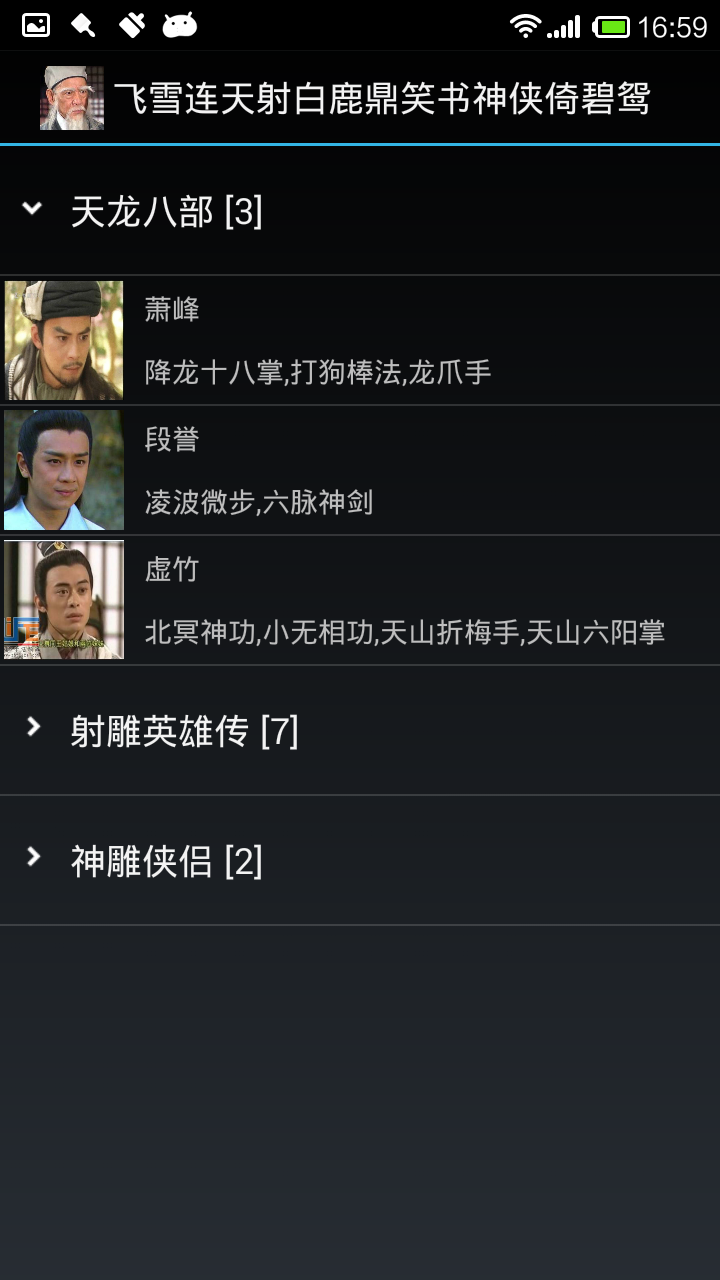 16:59
飞雪连天射白鹿鼎笑书神侠倚碧鸳
天龙八部 [3]
萧峰
降龙十八掌,打狗棒法,龙爪手
段誉
凌波微步,六脉神剑
虚竹
北冥神功,小无相功,天山折梅手,天山六阳掌
射雕英雄传 [7]
神雕侠侣 [2]